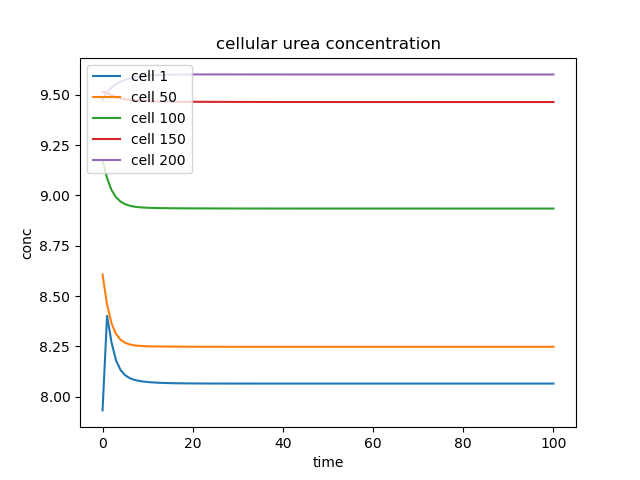 cellular urea concentration
cell 1
cell 50
cell 100
cell 150
cell 200
conc
9.50
9.25
9.00
8.75
8.50
8.25
8.00
0 20 40 60 80 100
time